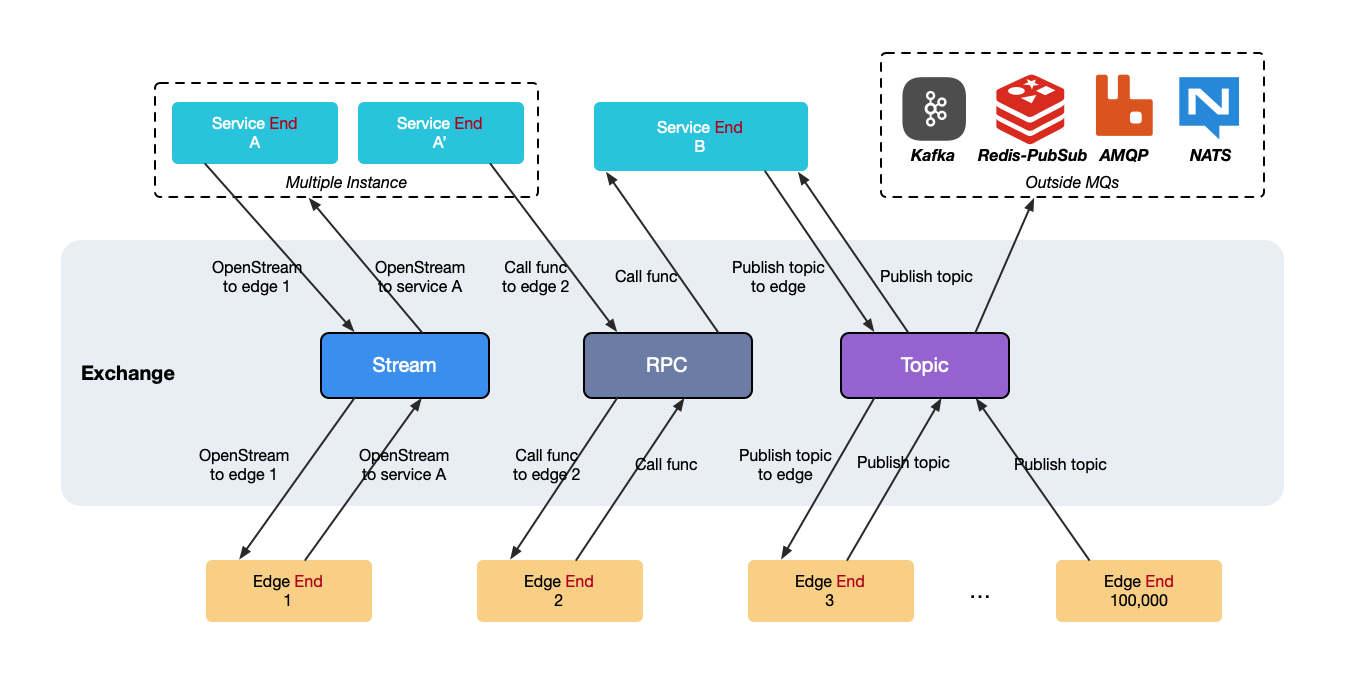 Service End
A
Service End
A'
Multiple Instance
Service End
B
Kafka
Redis-PubSub
AMQP
NATS
Outside MQs
OpenStream
to edge 1
OpenStream
to service A
Call func
to edge 2
Call func
Publish topic
to edge
Publish topic
Exchange
Stream
RPC
Topic
OpenStream
to edge 1
OpenStream
to service A
Call func
to edge 2
Call func
Publish topic
to edge
Publish topic
Publish topic
Edge End
1
Edge End
2
Edge End
3
...
Edge End
100,000